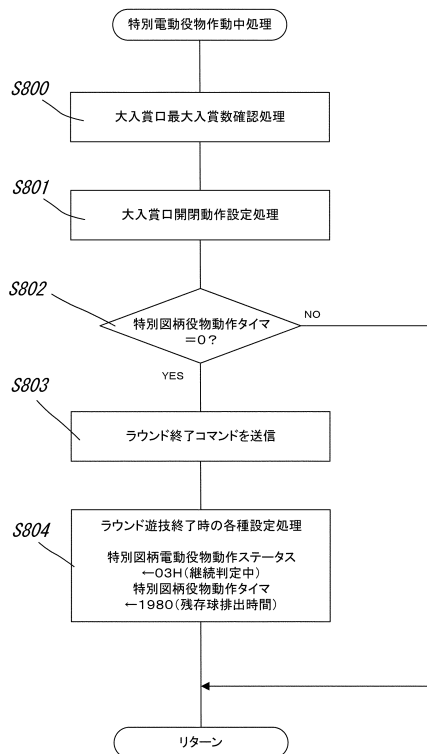 特別電動役物作動中処理
S800
大入賞口最大入賞数確認処理
S801
大入賞口開閉動作設定処理
S802
特別図柄役物動作タイマ
=0?
NO
YES
S803
ラウンド終了コマンドを送信
S804
ラウンド遊技終了時の各種設定処理
特別図柄電動役物動作ステータス
←03H(継続判定中)
特別図柄役物動作タイマ
←1980(残存球排出時間)
リターン